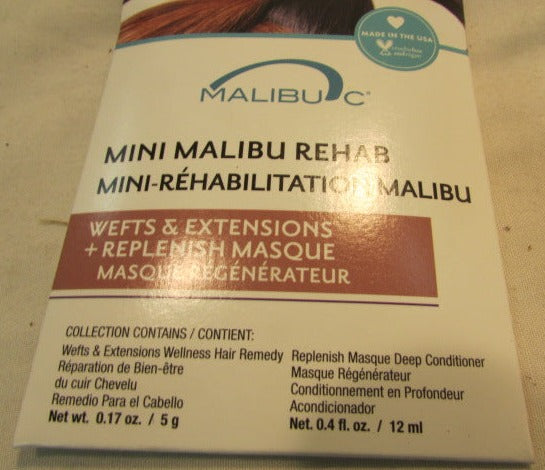 MADE IN THE USA
MALIBU C®
MINI MALIBU REHAB
MINI-RÉHABILITATION MALIBU
WEFTS & EXTENSIONS
+ REPLENISH MASQUE
MASQUE RÉGÉNÉRATEUR
COLLECTION CONTAINS / CONTIENT:
Wefts & Extensions Wellness Hair Remedy
Réparation de Bien-être
du cuir Chevelu
Remedio Para el Cabello
Net wt. 0.17 oz. / 5 g
Replenish Masque Deep Conditioner
Masque Régénérateur
Conditionnement en Profondeur
Acondicionador
Net. 0.4 fl. oz. / 12 ml